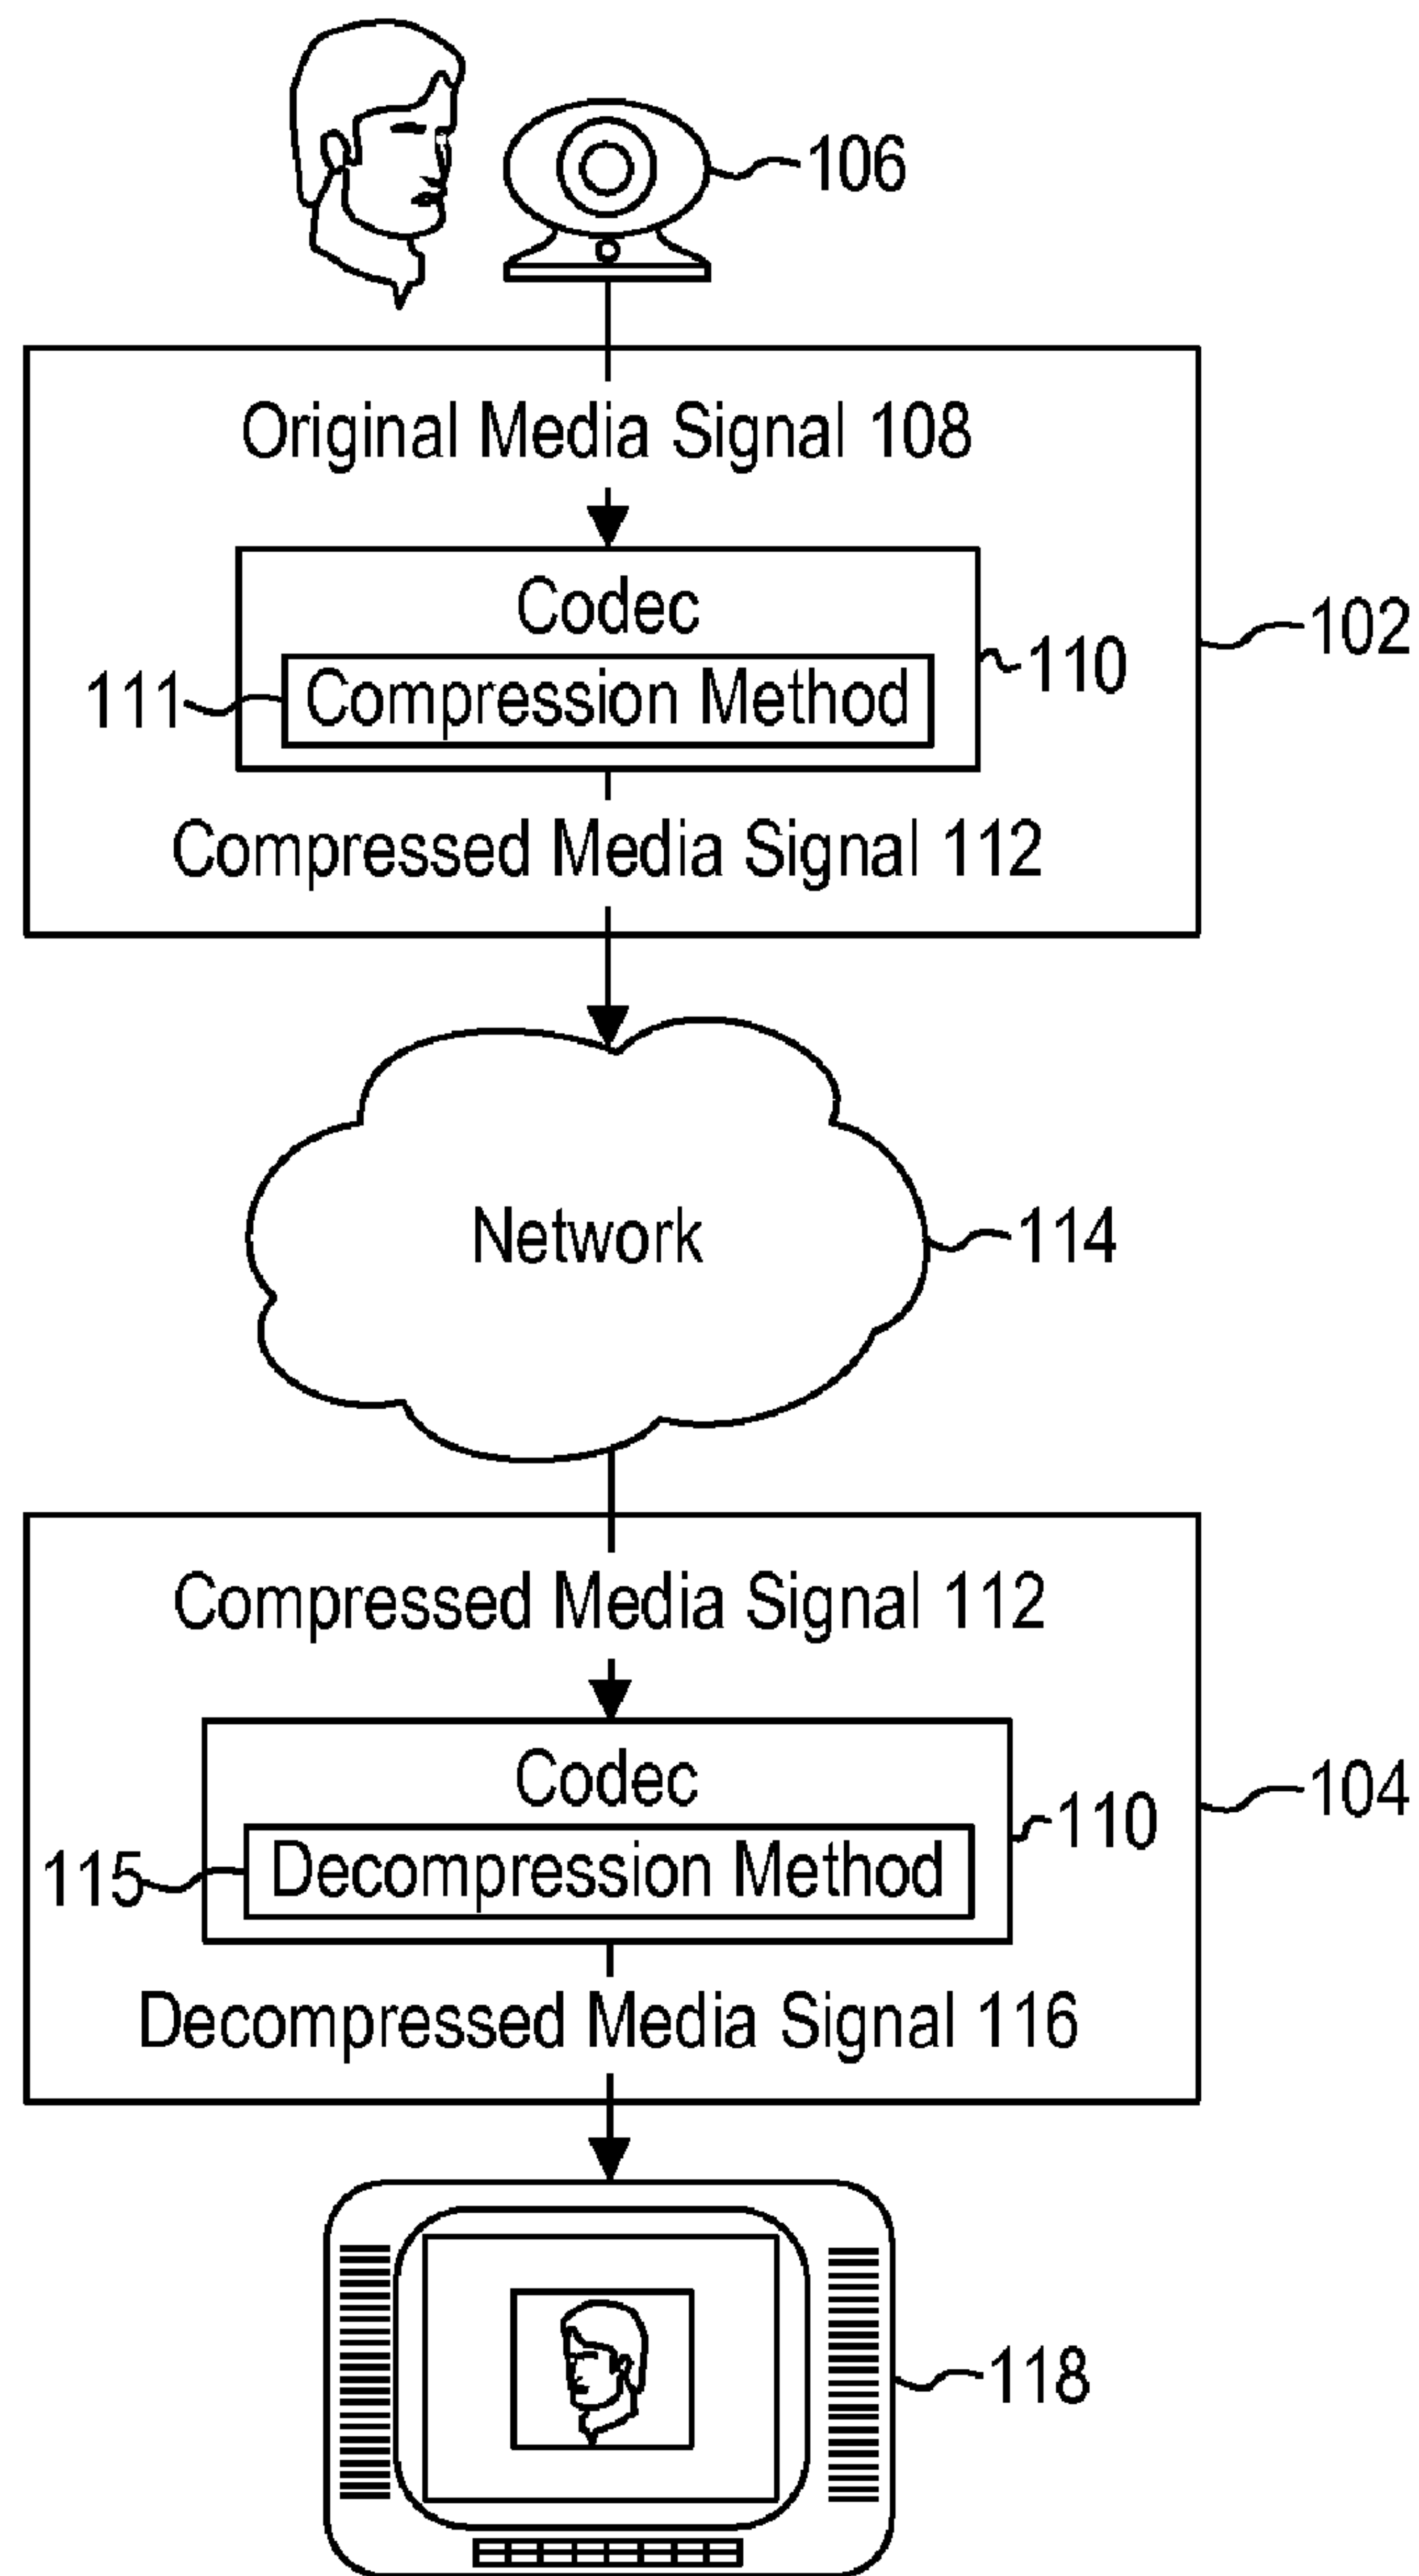 106
Original Media Signal 108
Codec
102
110
111
Compression Method
Compressed Media Signal 112
Network
114
Compressed Media Signal 112
Codec
104
110
115
Decompression Method
Decompressed Media Signal 116
118